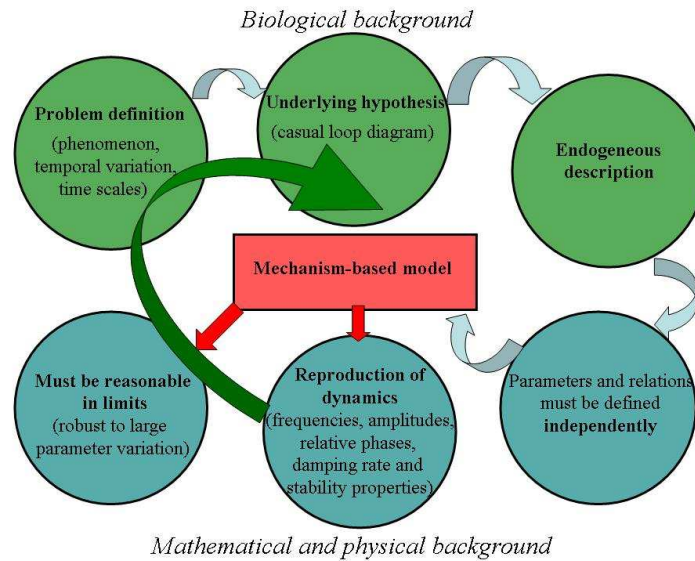 Biological background
Problem definition
(phenomenon,
temporal variation,
time scales)
Underlying hypothesis
(casual loop diagram)
Endogeneous
description
Mechanism-based model
Must be reasonable
in limits
(robust to large
parameter variation)
Reproduction of
dynamics
(frequencies, amplitudes,
relative phases,
damping rate and
stability properties)
Parameters and relations
must be defined
independently
Mathematical and physical background